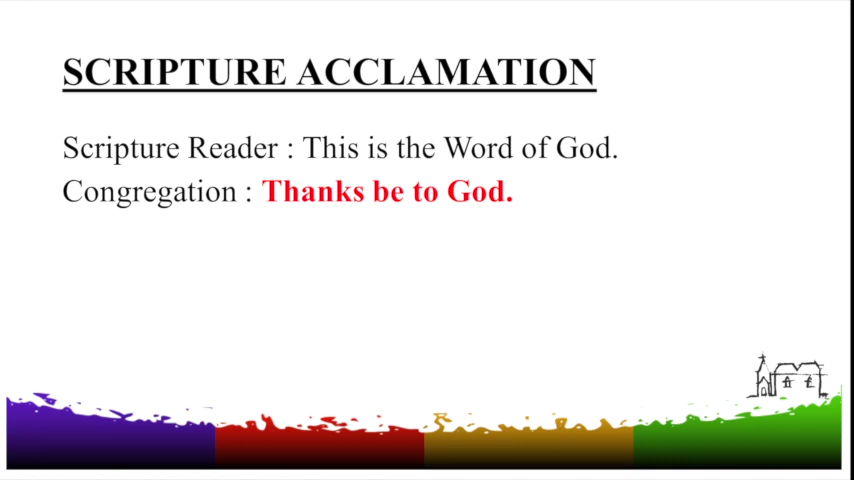 SCRIPTURE ACCLAMATION
Scripture Reader : This is the Word of God.
Congregation : Thanks be to God.